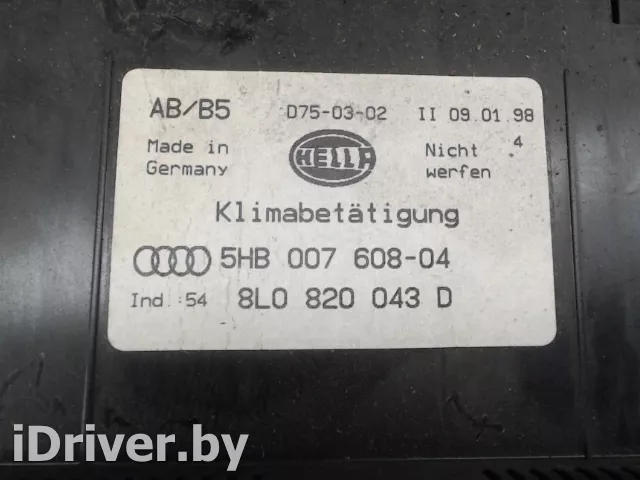 AB/B5 D75-03-02 II 09.01.98
Made in Germany
HELLA
Nicht werfen
4
Klimabetätigung
5HB 007 608-04
Ind.:54 8L0 820 043 D
iDriver.by